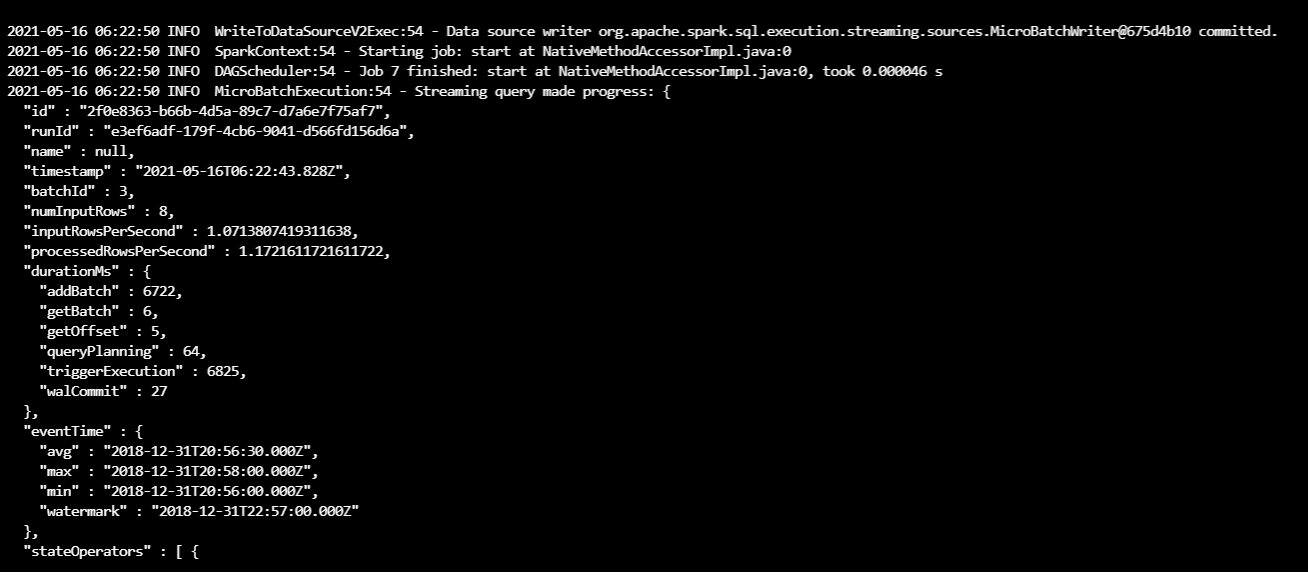 2021-05-16 06:22:50 INFO  WriteToDataSourceV2Exec:54 - Data source writer org.apache.spark.sql.execution.streaming.sources.MicroBatchWriter@675d4b10 committed.
2021-05-16 06:22:50 INFO  SparkContext:54 - Starting job: start at NativeMethodAccessorImpl.java:0
2021-05-16 06:22:50 INFO  DAGScheduler:54 - Job 7 finished: start at NativeMethodAccessorImpl.java:0, took 0.000046 s
2021-05-16 06:22:50 INFO  MicroBatchExecution:54 - Streaming query made progress: {
  "id" : "2f0e8363-b66b-4d5a-89c7-d7a6e7f75af7",
  "runId" : "e3ef6adf-179f-4cb6-9041-d566fd156d6a",
  "name" : null,
  "timestamp" : "2021-05-16T06:22:43.828Z",
  "batchId" : 3,
  "numInputRows" : 8,
  "inputRowsPerSecond" : 1.0713807419311638,
  "processedRowsPerSecond" : 1.1721611721611722,
  "durationMs" : {
    "addBatch" : 6722,
    "getBatch" : 6,
    "getOffset" : 5,
    "queryPlanning" : 64,
    "triggerExecution" : 6825,
    "walCommit" : 27
  },
  "eventTime" : {
    "avg" : "2018-12-31T20:56:30.000Z",
    "max" : "2018-12-31T20:58:00.000Z",
    "min" : "2018-12-31T20:56:00.000Z",
    "watermark" : "2018-12-31T22:57:00.000Z"
  },
  "stateOperators" : [ {